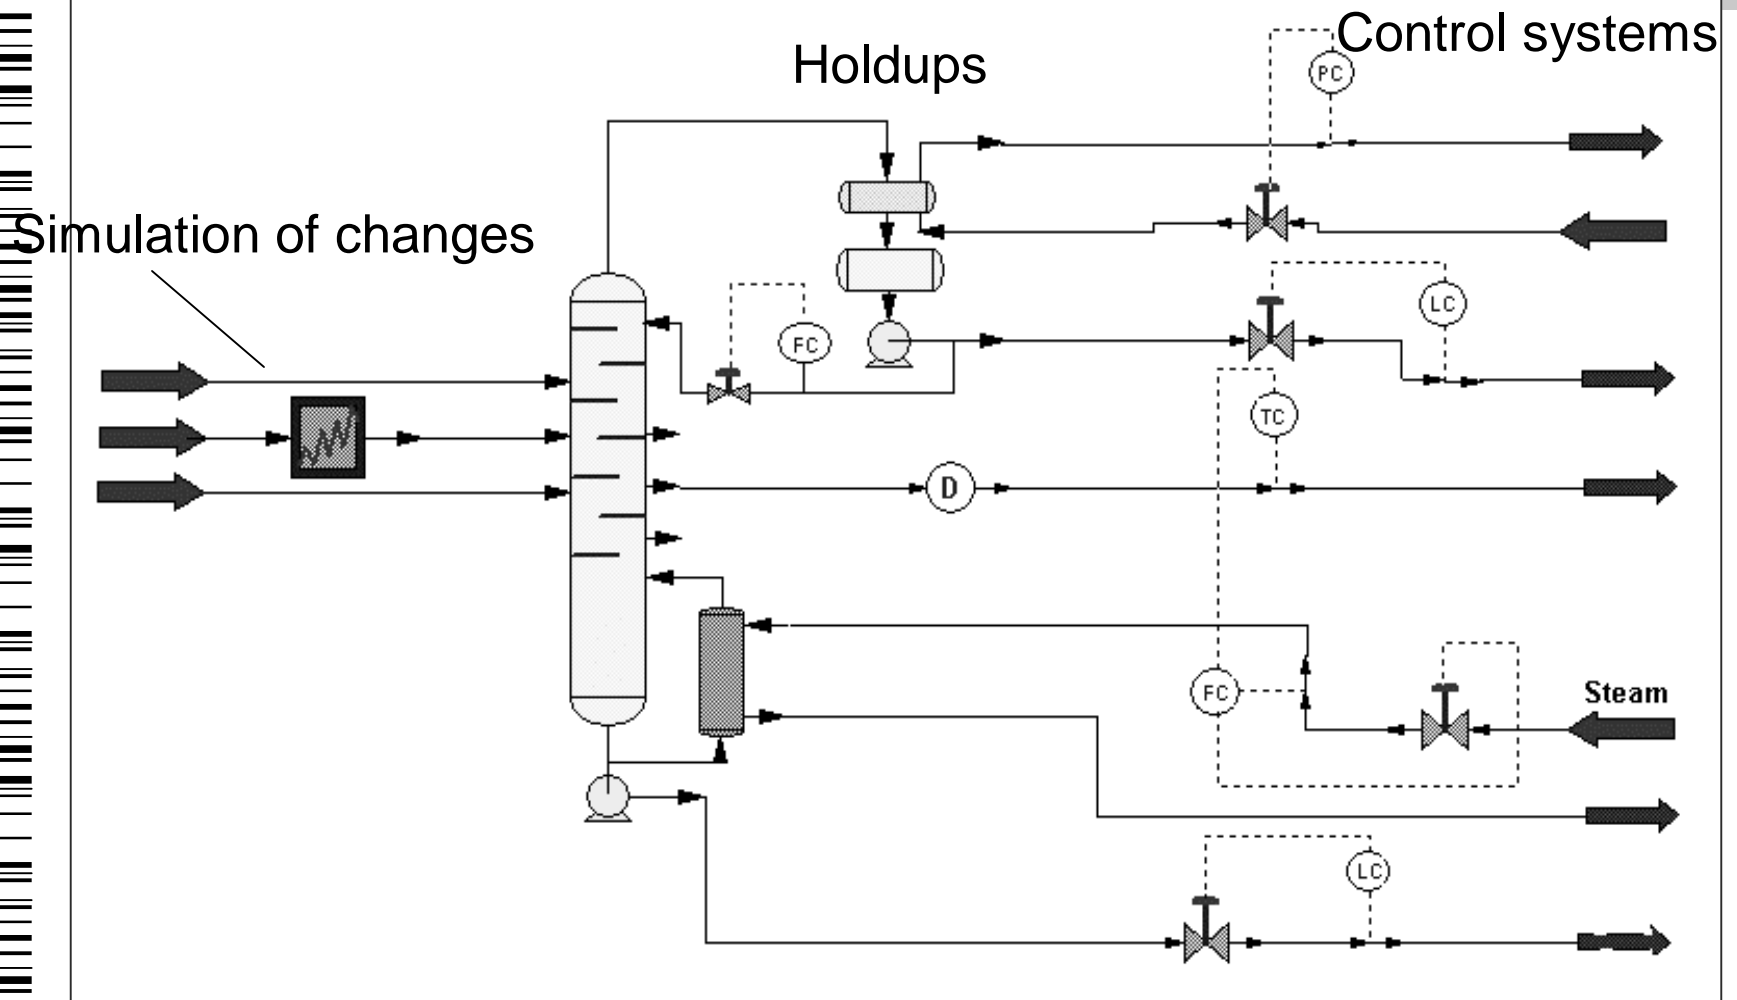 Control systems
Holdups
PC
Simulation of changes
LC
FC
TC
D
FC
Steam
LC